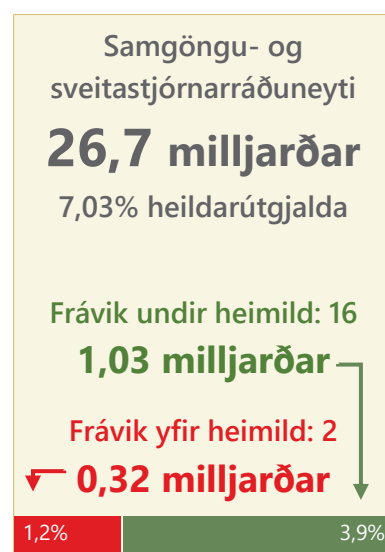 Samgöngu- og
sveitastjórnarráðuneyti
26,7 milljarðar
7,03% heildarútgjalda
Frávik undir heimild: 16
1,03 milljarðar
Frávik yfir heimild: 2
0,32 milljarðar
1,2% 3,9%